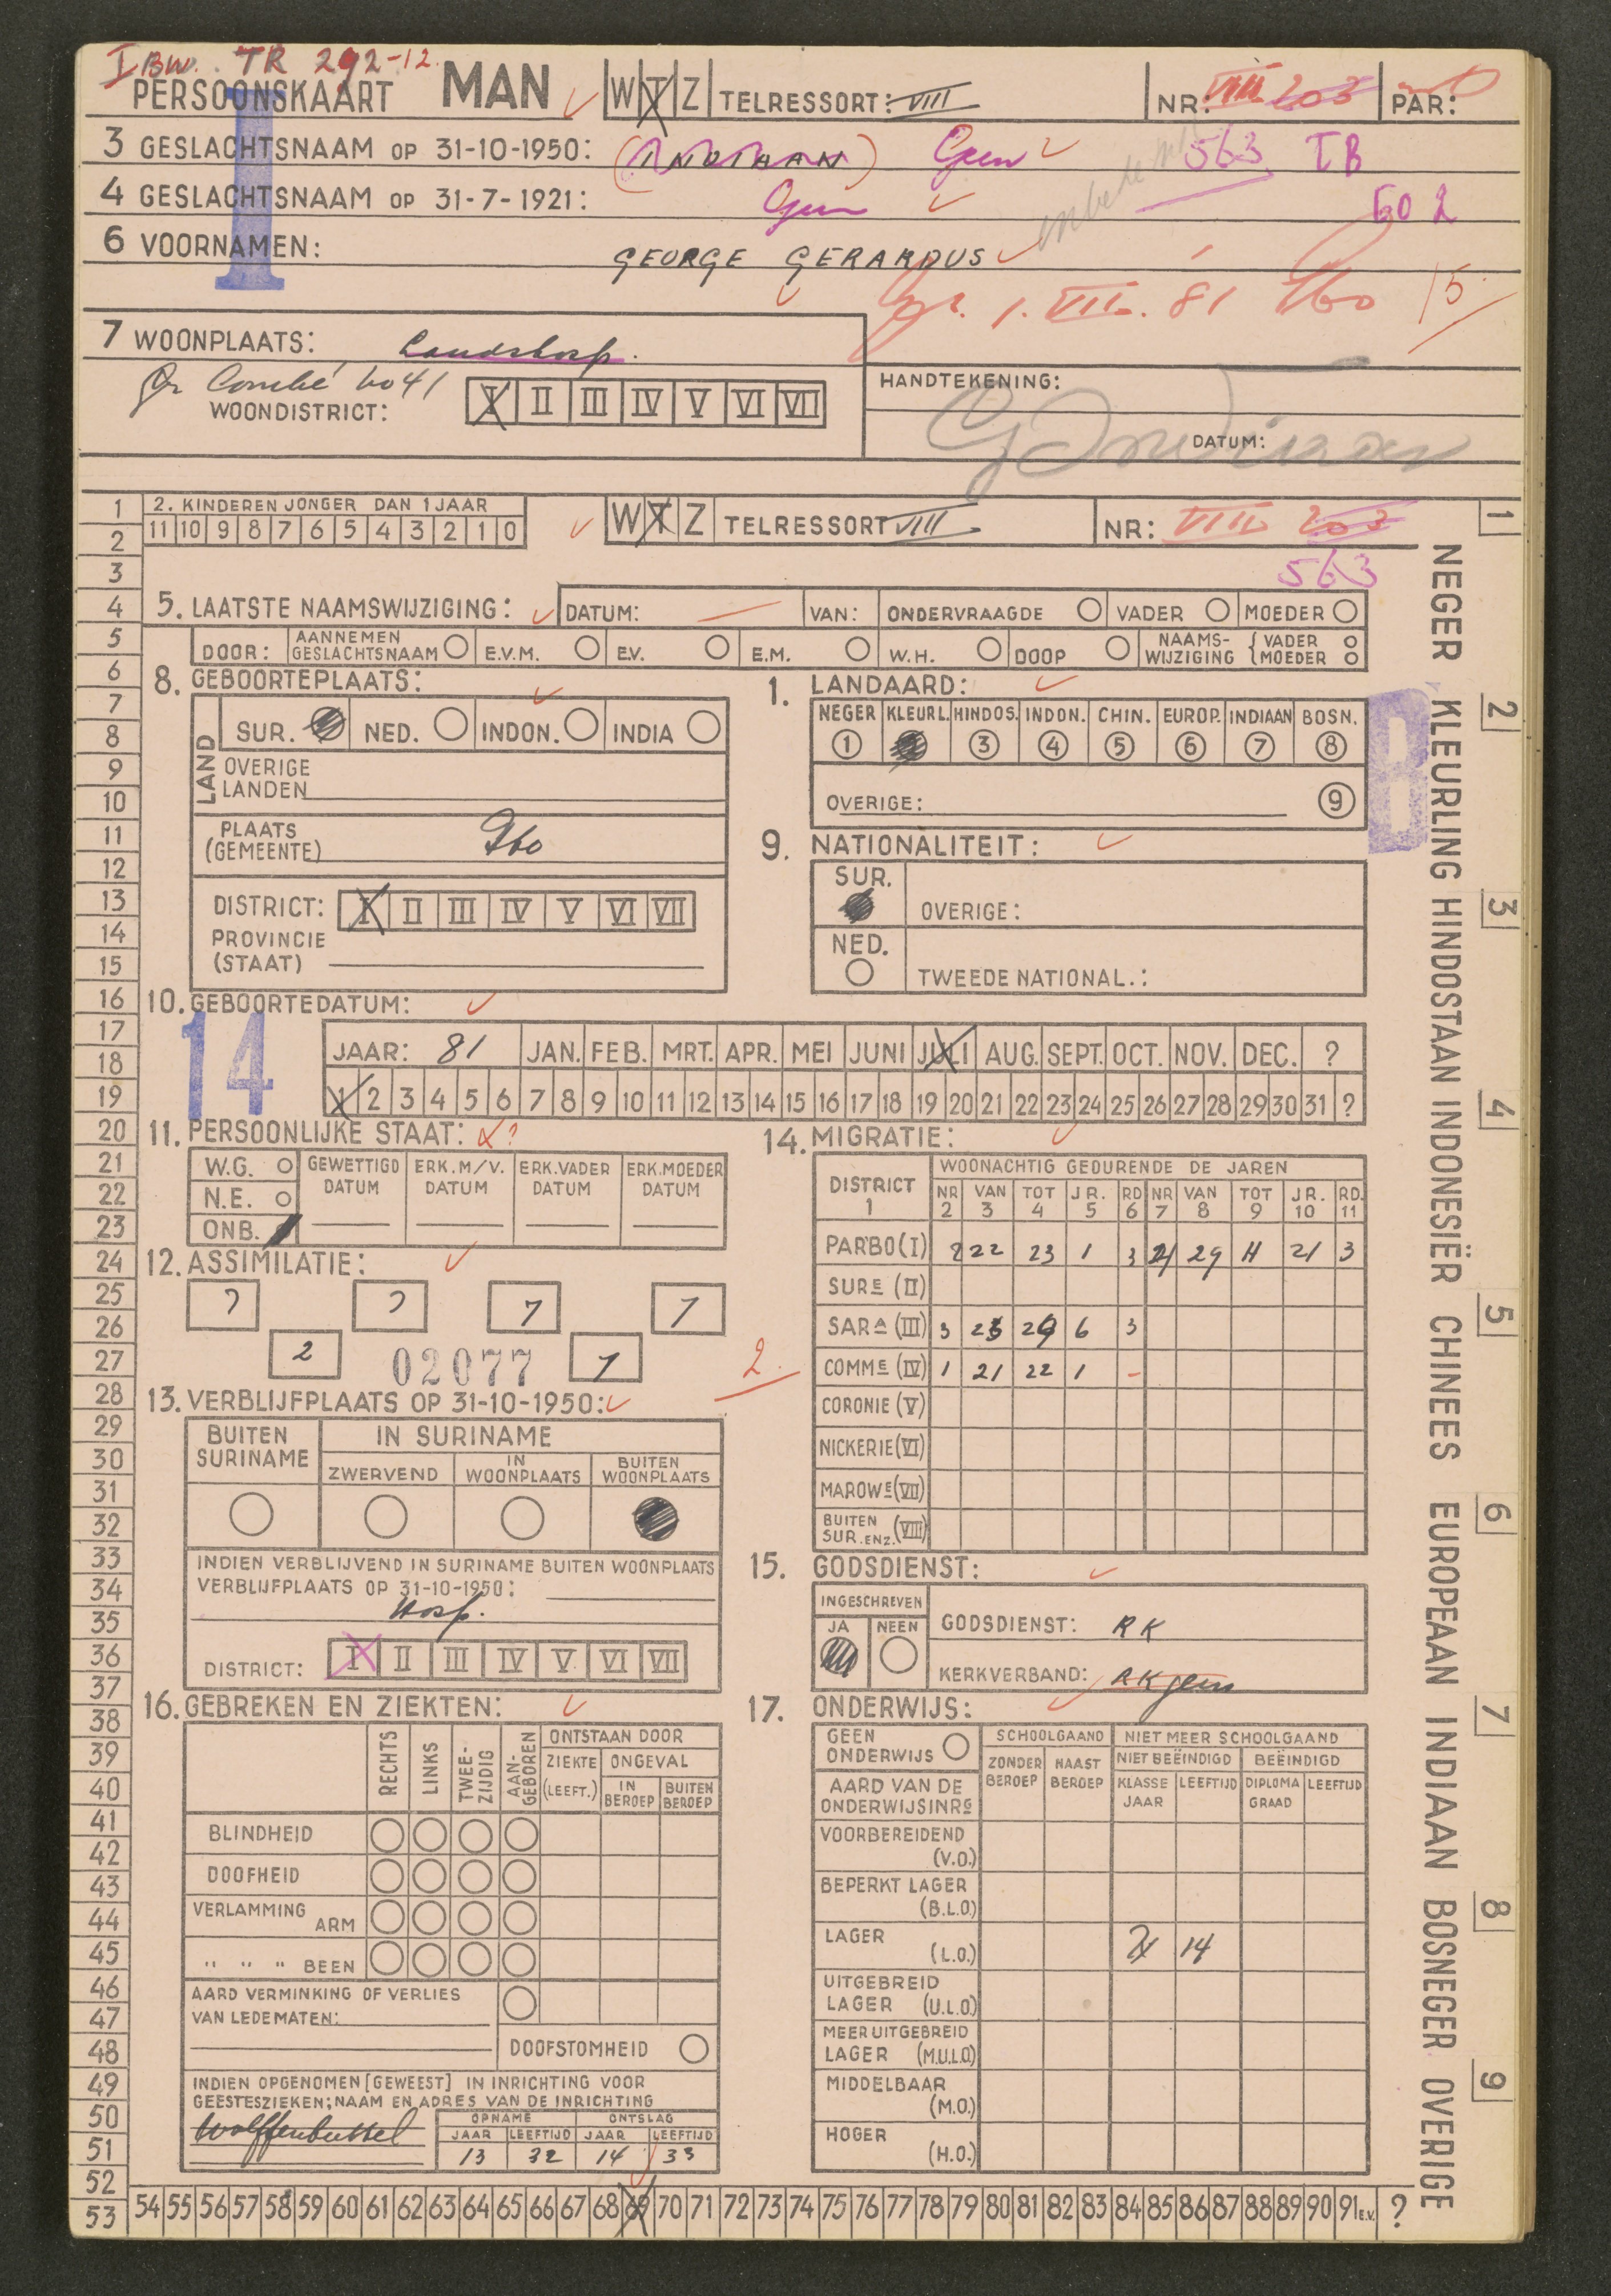 I BW. TR 292-12
PERSOONSKAART MAN W T Z TELRESSORT: VIII NR: VIII 203 PAR:
3 GESLACHTSNAAM OP 31-10-1950: (INDIAAN) Geen 563 TB
4 GESLACHTSNAAM OP 31-7-1921: Geen 602
6 VOORNAMEN: GEORGE GERARDUS
I
1. VII. 81 Pbo 15
7 WOONPLAATS: Landshosp.
Gr Combé 41
WOONDISTRICT: I II III IV V VI VII
HANDTEKENING:
DATUM:
1 2. KINDEREN JONGER DAN 1 JAAR
2 11 10 9 8 7 6 5 4 3 2 1 0
W T Z TELRESSORT VIII NR: VIII 203
3 563
4 5. LAATSTE NAAMSWIJZIGING: DATUM: — VAN: ONDERVRAAGDE VADER MOEDER
5 DOOR: AANNEMEN GESLACHTSNAAM E.V.M. E.V. E.M. W.H. DOOP NAAMSWIJZIGING { VADER MOEDER
6 8. GEBOORTEPLAATS:
7 LAND SUR. NED. INDON. INDIA
8
9 OVERIGE
10 LANDEN
11 PLAATS
(GEMEENTE) Pbo
12
13 DISTRICT: I II III IV V VI VII
14 PROVINCIE
15 (STAAT)
1. LANDAARD:
NEGER KLEURL. HINDOS. INDON. CHIN. EUROP. INDIAAN BOSN.
1 3 4 5 6 7 8
OVERIGE: 9
9. NATIONALITEIT:
SUR.
OVERIGE:
NED.
TWEEDE NATIONAL.:
16 10. GEBOORTEDATUM:
14
17 JAAR: 81 JAN. FEB. MRT. APR. MEI JUNI JULI AUG. SEPT. OCT. NOV. DEC. ?
18
19 1 2 3 4 5 6 7 8 9 10 11 12 13 14 15 16 17 18 19 20 21 22 23 24 25 26 27 28 29 30 31 ?
20 11. PERSOONLIJKE STAAT: ?
21 W.G. GEWETTIGD DATUM ERK. M/V. DATUM ERK. VADER DATUM ERK. MOEDER DATUM
22 N.E.
23 ONB.
24 12. ASSIMILATIE:
25 7 7
26
27 2 02077
28 13. VERBLIJFPLAATS OP 31-10-1950:
29 BUITEN SURINAME IN SURINAME
30 ZWERVEND IN WOONPLAATS BUITEN WOONPLAATS
31
32
33 INDIEN VERBLIJVEND IN SURINAME BUITEN WOONPLAATS
34 VERBLIJFPLAATS OP 31-10-1950:
35 Hosp.
36 DISTRICT: I II III IV V VI VII
37
14. MIGRATIE:
2
DISTRICT WOONACHTIG GEDURENDE DE JAREN
1 NR 2 VAN 3 TOT 4 JR. 5 RD 6 NR 7 VAN 8 TOT 9 JR. 10 RD. 11
PARBO (I) 2 22 23 1 3 4 29 H 21 3
SURE (II)
SARA (III) 3 23 29 6 3
COMME (IV) 1 21 22 1 -
CORONIE (V)
NICKERIE (VI)
MAROWE (VII)
BUITEN SUR. ENZ. (VIII)
15. GODSDIENST:
INGESCHREVEN
JA NEEN
GODSDIENST: RK
KERKVERBAND: RK gem
38 16. GEBREKEN EN ZIEKTEN:
39 RECHTS LINKS TWEEZIJDIG AANGEBOREN ONTSTAAN DOOR
40 ZIEKTE (LEEFT.) ONGEVAL
IN BEROEP BUITEN BEROEP
41 BLINDHEID
42
43 DOOFHEID
44 VERLAMMING ARM
45 " " " BEEN
46 AARD VERMINKING OF VERLIES
47 VAN LEDEMATEN:
48 DOOFSTOMHEID
49 INDIEN OPGENOMEN [GEWEEST] IN INRICHTING VOOR
GEESTESZIEKEN; NAAM EN ADRES VAN DE INRICHTING
50 Wolffenbuttel OPNAME ONTSLAG
51 JAAR LEEFTIJD JAAR LEEFTIJD
13 32 14 33
17. ONDERWIJS:
GEEN ONDERWIJS SCHOOLGAAND NIET MEER SCHOOLGAAND
ZONDER BEROEP NAAST BEROEP NIET BEËINDIGD BEËINDIGD
AARD VAN DE ONDERWIJSINRG KLASSE JAAR LEEFTIJD DIPLOMA GRAAD LEEFTIJD
VOORBEREIDEND (V.O.)
BEPERKT LAGER (B.L.O.)
LAGER (L.O.) 14
UITGEBREID LAGER (U.L.O.)
MEER UITGEBREID LAGER (M.U.L.O.)
MIDDELBAAR (M.O.)
HOGER (H.O.)
52
53 54 55 56 57 58 59 60 61 62 63 64 65 66 67 68 69 70 71 72 73 74 75 76 77 78 79 80 81 82 83 84 85 86 87 88 89 90 91 E.V. ?
NEGER KLEURLING HINDOSTAAN INDONESIËR CHINEES EUROPEAAN INDIAAN BOSNEGER OVERIGE
1 2 3 4 5 6 7 8 9
B